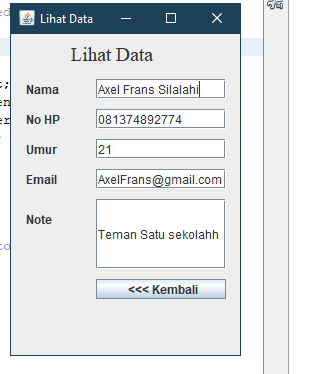 Lihat Data
Lihat Data
Nama Axel Frans Silalahi
No HP 081374892774
Umur 21
Email AxelFrans@gmail.com
Note Teman Satu sekolahh
<<< Kembali